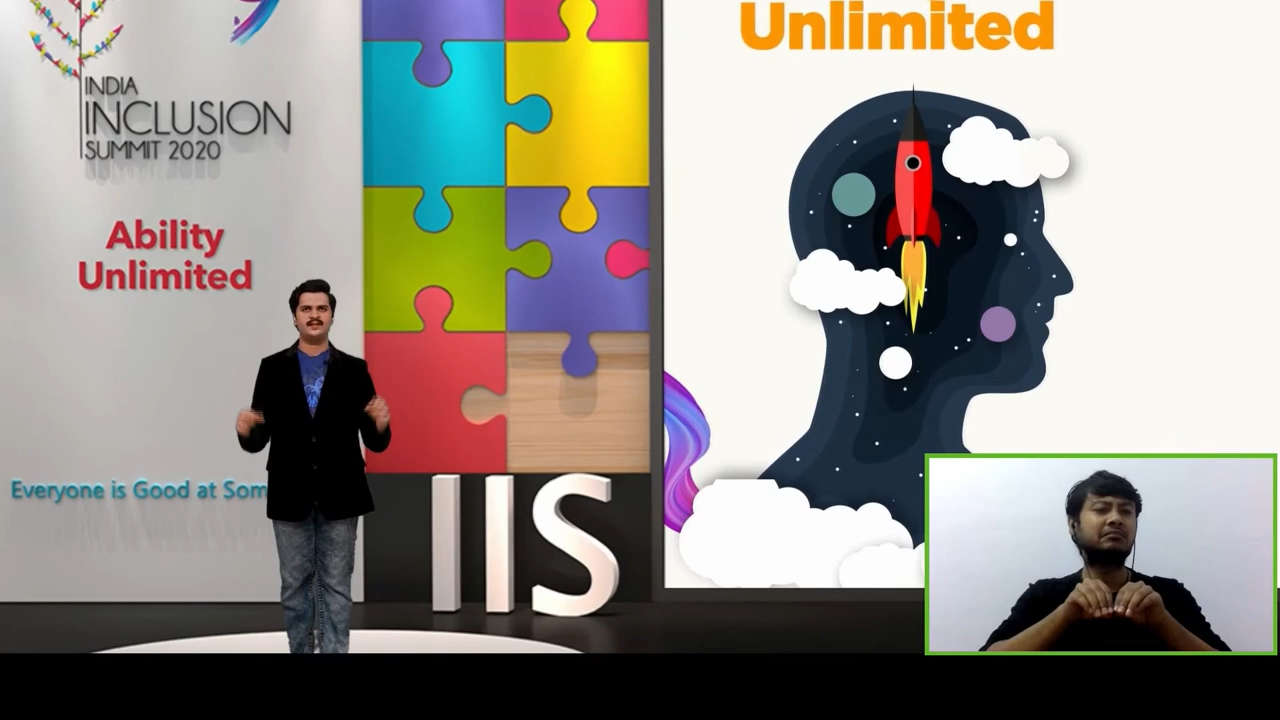 INDIA
INCLUSION
SUMMIT 2020
Ability
Unlimited
Everyone is Good at Som
IIS
Unlimited